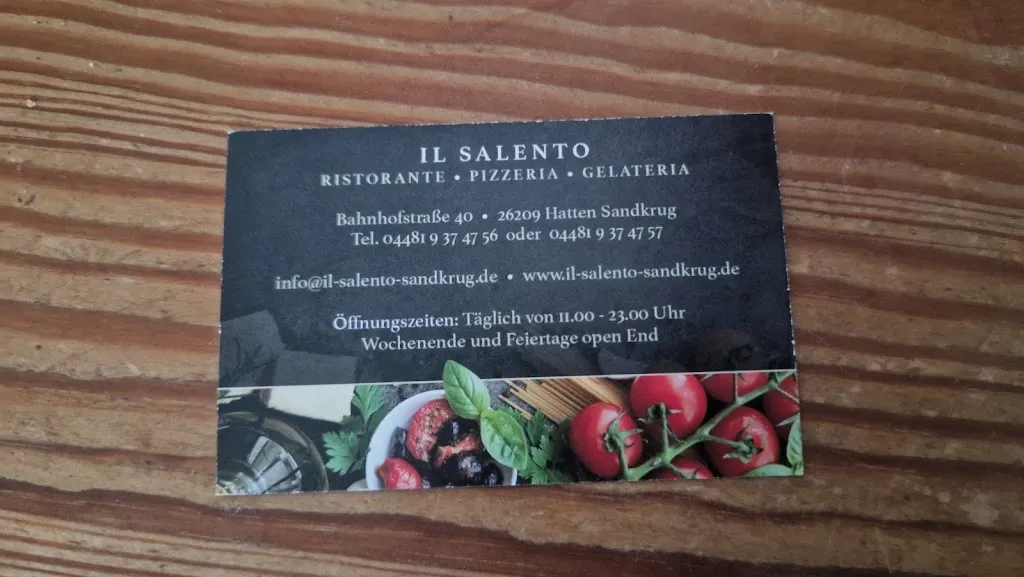 IL SALENTO
RISTORANTE • PIZZERIA • GELATERIA
Bahnhofstraße 40 • 26209 Hatten Sandkrug
Tel. 04481 9 37 47 56 oder 04481 9 37 47 57
info@il-salento-sandkrug.de • www.il-salento-sandkrug.de
Öffnungszeiten: Täglich von 11.00 - 23.00 Uhr
Wochenende und Feiertage open End